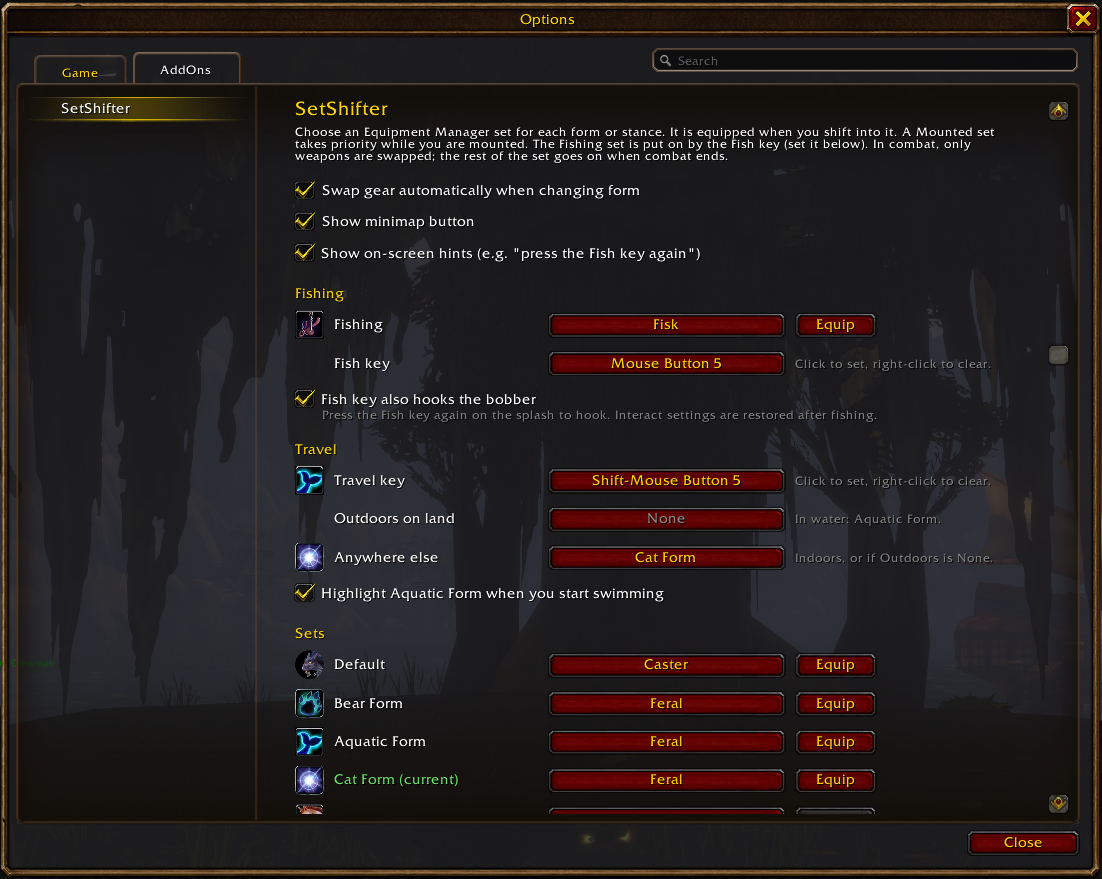 Options
Game
AddOns
Search
SetShifter
SetShifter
Choose an Equipment Manager set for each form or stance. It is equipped when you shift into it. A Mounted set
takes priority while you are mounted. The Fishing set is put on by the Fish key (set it below). In combat, only
weapons are swapped; the rest of the set goes on when combat ends.
Swap gear automatically when changing form
Show minimap button
Show on-screen hints (e.g. "press the Fish key again")
Fishing
Fishing Fisk Equip
Fish key Mouse Button 5 Click to set, right-click to clear.
Fish key also hooks the bobber
Press the Fish key again on the splash to hook. Interact settings are restored after fishing.
Travel
Travel key Shift-Mouse Button 5 Click to set, right-click to clear.
Outdoors on land None In water: Aquatic Form.
Anywhere else Cat Form Indoors, or if Outdoors is None.
Highlight Aquatic Form when you start swimming
Sets
Default Caster Equip
Bear Form Feral Equip
Aquatic Form Feral Equip
Cat Form (current) Feral Equip
Close